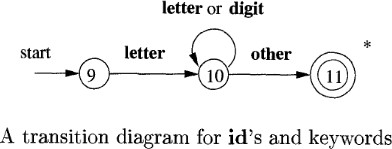 letter or digit
start letter other *
9 10 11
A transition diagram for id's and keywords